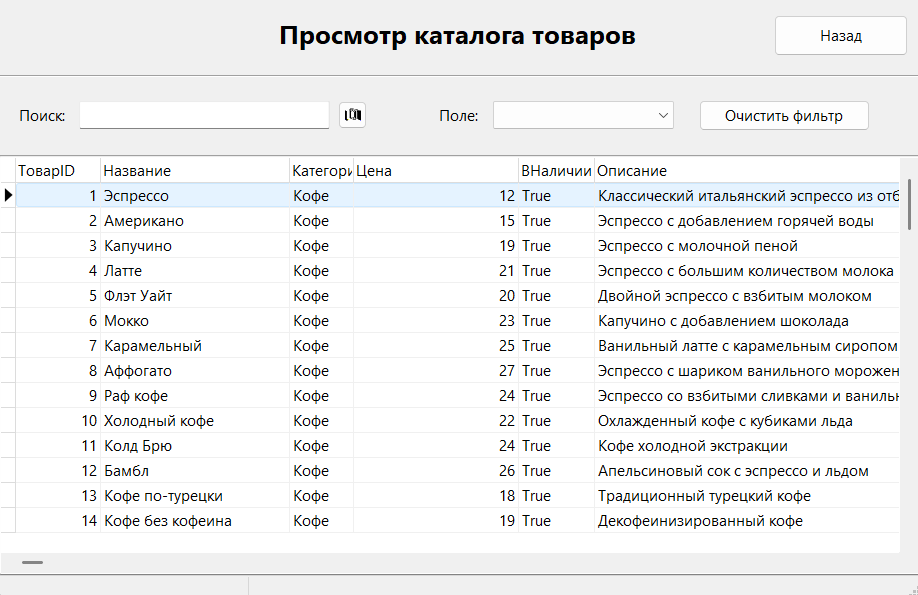 Просмотр каталога товаров Назад
Поиск: Поле: Очистить фильтр
ТоварID Название Категори Цена ВНаличии Описание
1 Эспрессо Кофе 12 True Классический итальянский эспрессо из отб
2 Американо Кофе 15 True Эспрессо с добавлением горячей воды
3 Капучино Кофе 19 True Эспрессо с молочной пеной
4 Латте Кофе 21 True Эспрессо с большим количеством молока
5 Флэт Уайт Кофе 20 True Двойной эспрессо с взбитым молоком
6 Мокко Кофе 23 True Капучино с добавлением шоколада
7 Карамельный Кофе 25 True Ванильный латте с карамельным сиропом
8 Аффогато Кофе 27 True Эспрессо с шариком ванильного морожен
9 Раф кофе Кофе 24 True Эспрессо со взбитыми сливками и ваниль
10 Холодный кофе Кофе 22 True Охлажденный кофе с кубиками льда
11 Колд Брю Кофе 24 True Кофе холодной экстракции
12 Бамбл Кофе 26 True Апельсиновый сок с эспрессо и льдом
13 Кофе по-турецки Кофе 18 True Традиционный турецкий кофе
14 Кофе без кофеина Кофе 19 True Декофеинизированный кофе